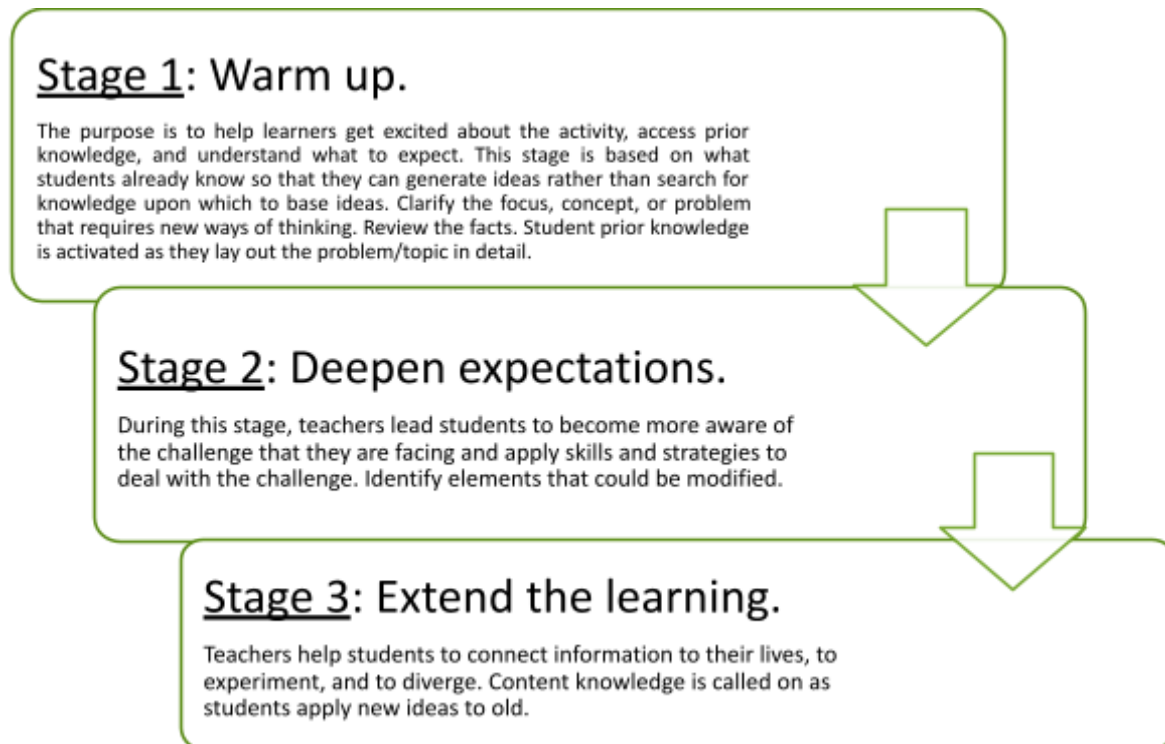 Stage 1: Warm up.
The purpose is to help learners get excited about the activity, access prior
knowledge, and understand what to expect. This stage is based on what
students already know so that they can generate ideas rather than search for
knowledge upon which to base ideas. Clarify the focus, concept, or problem
that requires new ways of thinking. Review the facts. Student prior knowledge
is activated as they lay out the problem/topic in detail.
Stage 2: Deepen expectations.
During this stage, teachers lead students to become more aware of
the challenge that they are facing and apply skills and strategies to
deal with the challenge. Identify elements that could be modified.
Stage 3: Extend the learning.
Teachers help students to connect information to their lives, to
experiment, and to diverge. Content knowledge is called on as
students apply new ideas to old.